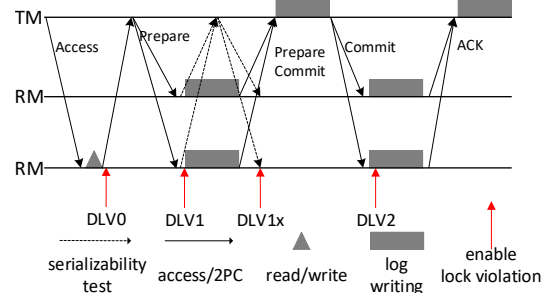 TM
Access
Prepare
Prepare
Commit
Commit
ACK
RM
RM
DLV0
DLV1
DLV1x
DLV2
serializability
test
access/2PC
read/write
log
writing
enable
lock violation